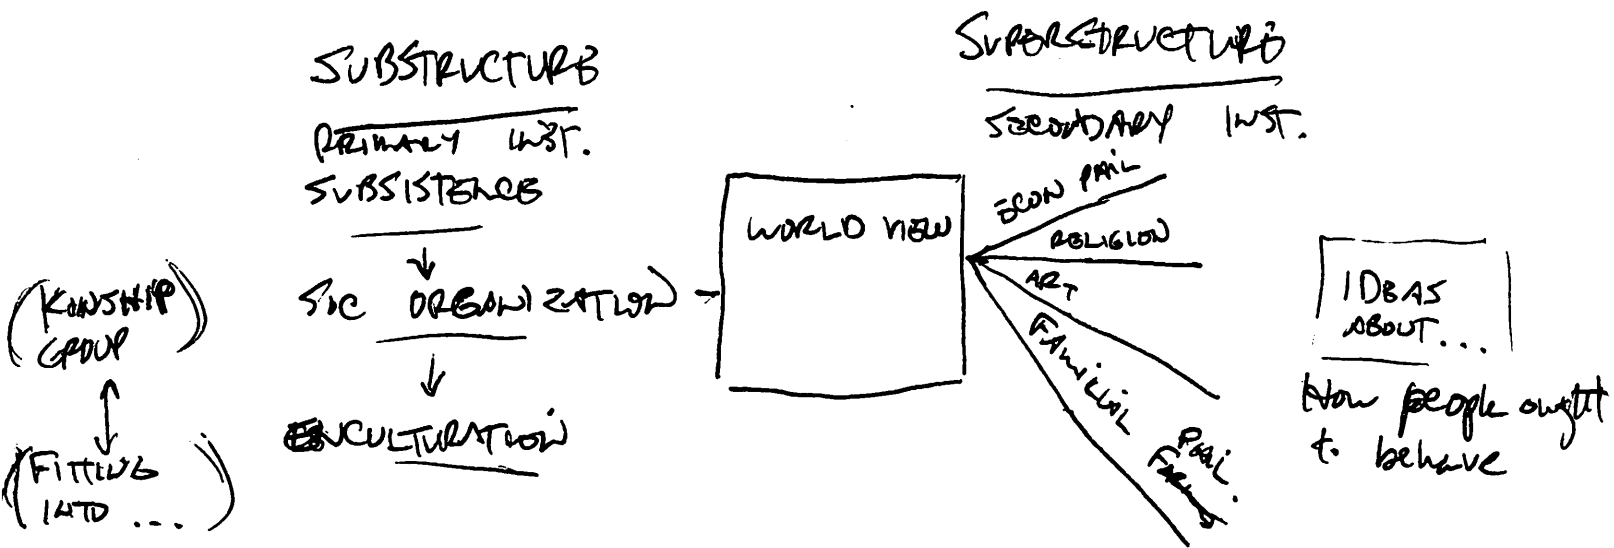 SUBSTRUCTURE
PRIMARY INST.
SUBSISTENCE
SOC ORGANIZATION
ENCULTURATION
(KINSHIP
GROUP)
(FITTING
INTO ...)
WORLD VIEW
SUPERSTRUCTURE
SECONDARY INST.
ECON
RELIGION
ART
FAMILIAL
IDEAS
ABOUT...
How people ought
to behave